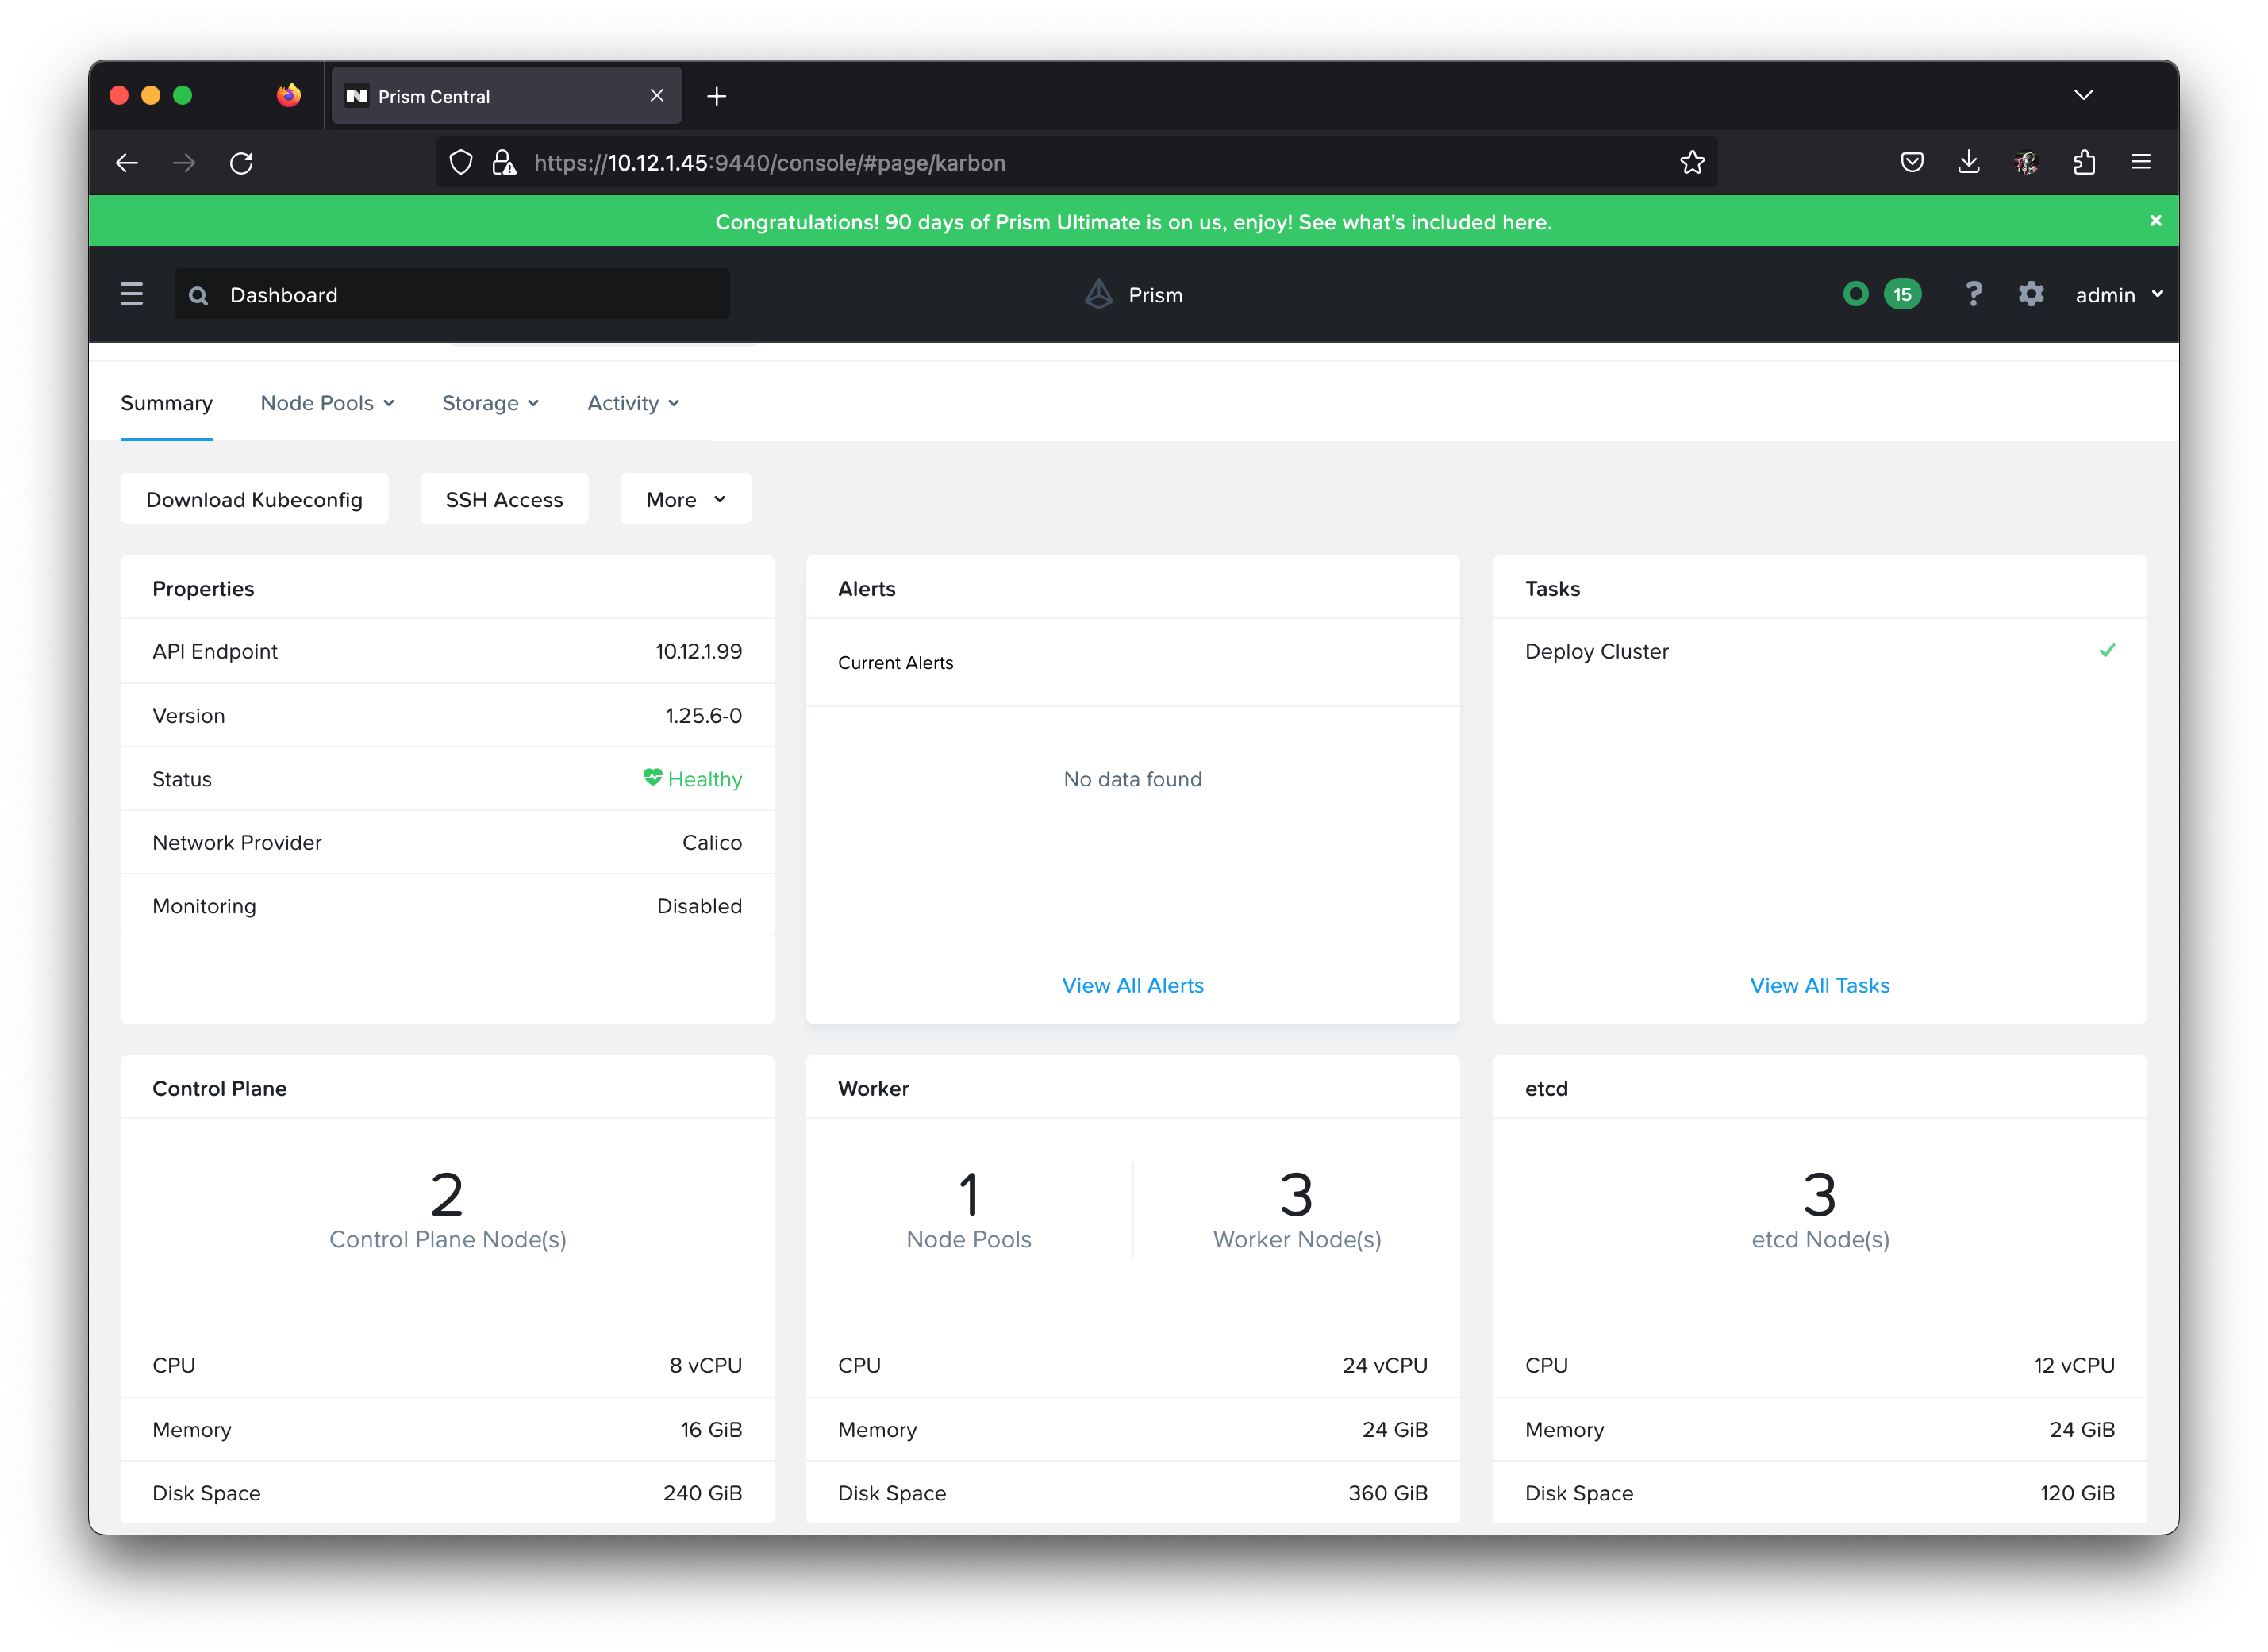 Prism Central
https://10.12.1.45:9440/console/#page/karbon
Congratulations! 90 days of Prism Ultimate is on us, enjoy! See what's included here.
Dashboard
Prism
15
?
admin
Summary
Node Pools
Storage
Activity
Download Kubeconfig
SSH Access
More
Properties
API Endpoint 10.12.1.99
Version 1.25.6-0
Status Healthy
Network Provider Calico
Monitoring Disabled
Alerts
Current Alerts
No data found
View All Alerts
Tasks
Deploy Cluster
View All Tasks
Control Plane
2
Control Plane Node(s)
CPU 8 vCPU
Memory 16 GiB
Disk Space 240 GiB
Worker
1
Node Pools
3
Worker Node(s)
CPU 24 vCPU
Memory 24 GiB
Disk Space 360 GiB
etcd
3
etcd Node(s)
CPU 12 vCPU
Memory 24 GiB
Disk Space 120 GiB